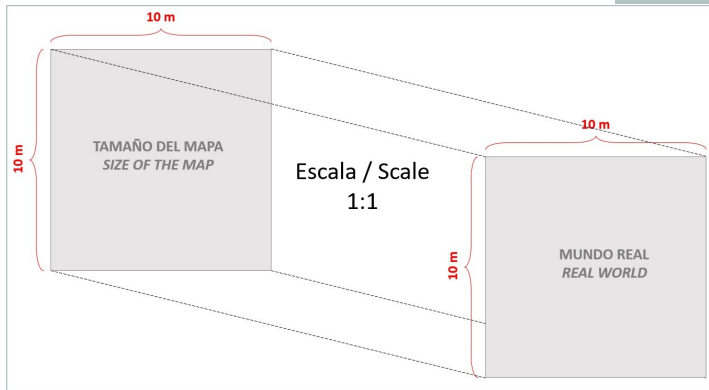 10 m
10 m
TAMAÑO DEL MAPA
SIZE OF THE MAP
Escala / Scale
1:1
10 m
10 m
MUNDO REAL
REAL WORLD